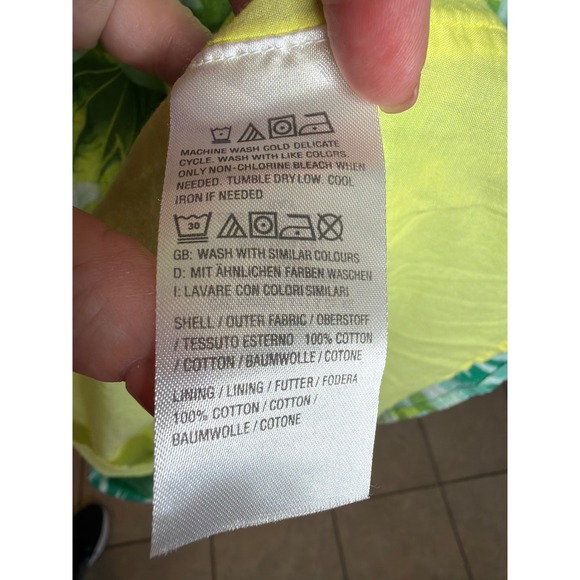 MACHINE WASH COLD DELICATE
CYCLE. WASH WITH LIKE COLORS.
ONLY NON-CHLORINE BLEACH WHEN
NEEDED. TUMBLE DRY LOW. COOL
IRON IF NEEDED
30
GB: WASH WITH SIMILAR COLOURS
D: MIT ÄHNLICHEN FARBEN WASCHEN
I: LAVARE CON COLORI SIMILARI
SHELL / OUTER FABRIC / OBERSTOFF
/ TESSUTO ESTERNO 100% COTTON
/ COTTON / BAUMWOLLE / COTONE
LINING / LINING / FUTTER / FODERA
100% COTTON / COTTON /
BAUMWOLLE / COTONE